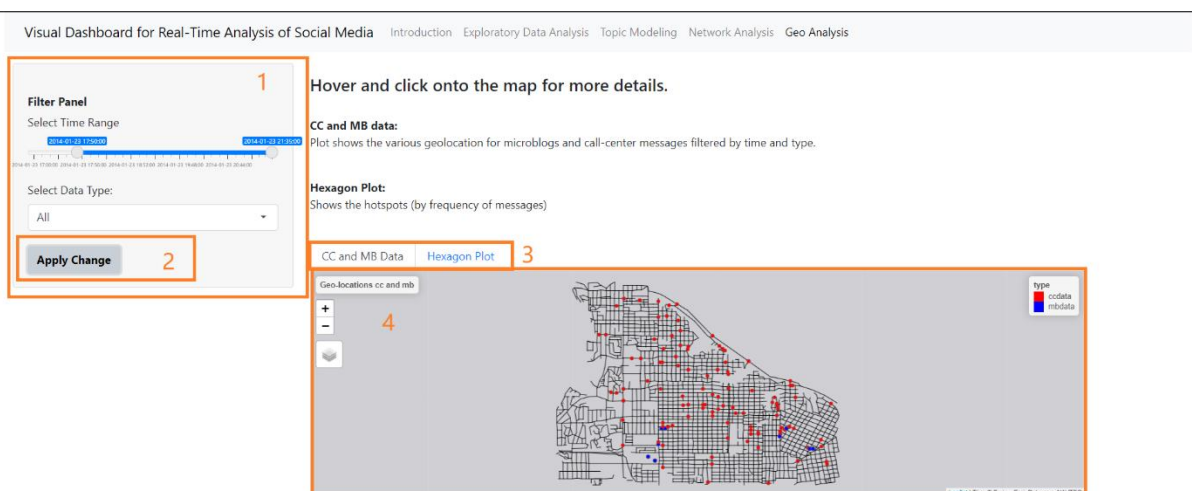 Visual Dashboard for Real-Time Analysis of Social Media Introduction Exploratory Data Analysis Topic Modeling Network Analysis Geo Analysis
1
Filter Panel
Select Time Range
2014-01-23 17:50:00 2014-01-23 21:35:00
Select Data Type:
All
Apply Change
2
Hover and click onto the map for more details.
CC and MB data:
Plot shows the various geolocation for microblogs and call-center messages filtered by time and type.
Hexagon Plot:
Shows the hotspots (by frequency of messages)
CC and MB Data Hexagon Plot
3
Geo-locations cc and mb
+
−
4
type
ccdata
mbdata